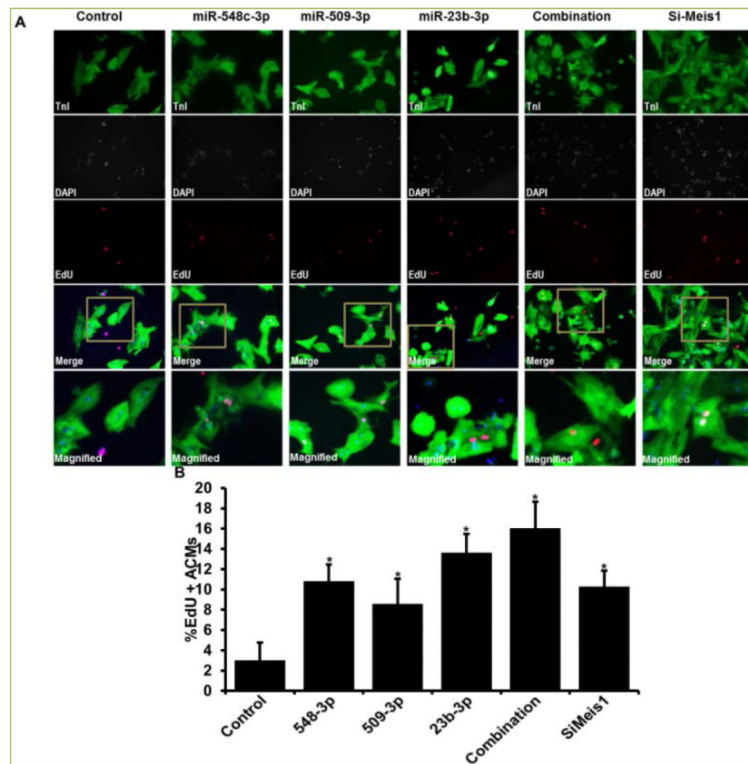 A
Control miR-548c-3p miR-509-3p miR-23b-3p Combination Si-Meis1
TnI TnI TnI TnI TnI TnI
DAPI DAPI DAPI DAPI DAPI DAPI
EdU EdU EdU EdU EdU EdU
Merge Merge Merge Merge Merge Merge
Magnified Magnified Magnified Magnified Magnified Magnified
B
%EdU + ACMs
20
18
16
14
12
10
8
6
4
2
0
* * * * *
Control 548-3p 509-3p 23b-3p Combination SiMeis1